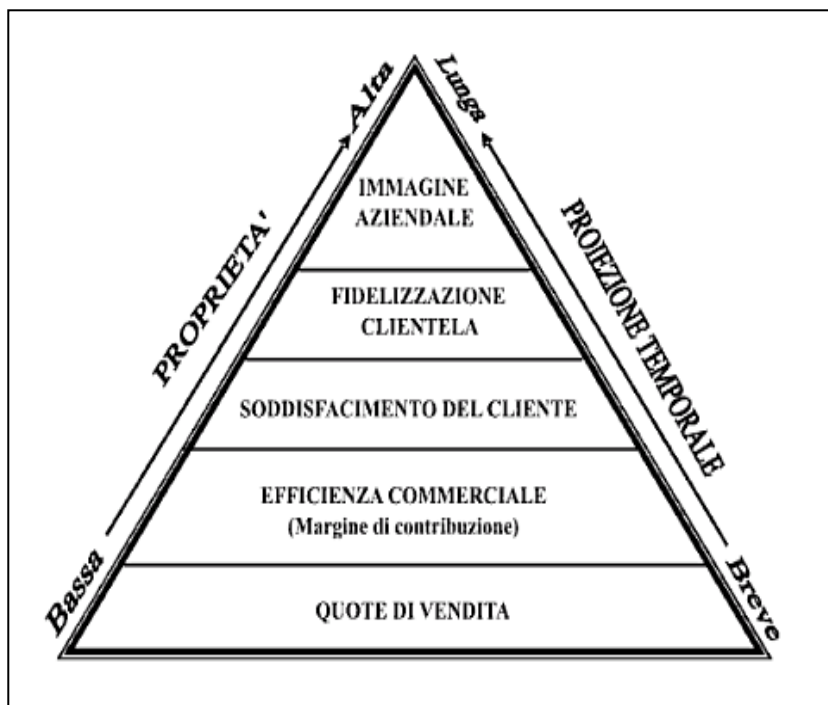 Alta
Lunga
PROPRIETA'
PROIEZIONE TEMPORALE
IMMAGINE
AZIENDALE
FIDELIZZAZIONE
CLIENTELA
SODDISFACIMENTO DEL CLIENTE
EFFICIENZA COMMERCIALE
(Margine di contribuzione)
Bassa
Breve
QUOTE DI VENDITA